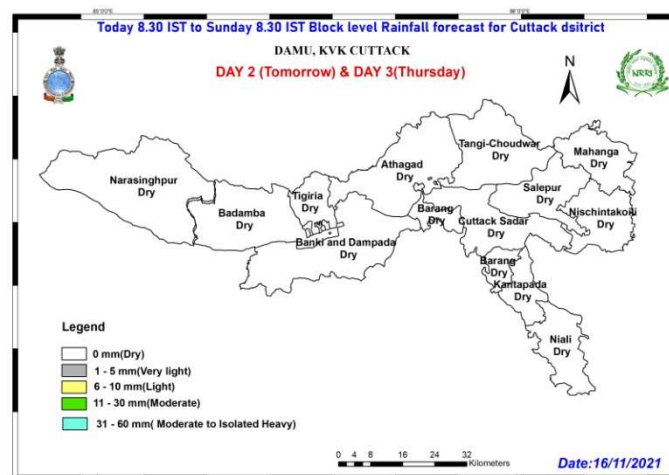 Today 8.30 IST to Sunday 8.30 IST Block level Rainfall forecast for Cuttack dsitrict
DAMU, KVK CUTTACK
DAY 2 (Tomorrow) & DAY 3(Thursday)
NRRI
Tangi-Choudwar
Dry
Mahanga
Dry
Athagad
Dry
Narasinghpur
Dry
Tigiria
Dry
Salepur
Dry
Badamba
Dry
Barang
Dry
Nischintakoili
Dry
Cuttack Sadar
Dry
Banki and Dampada
Dry
Barang
Dry
Kantapada
Dry
Niali
Dry
Legend
0 mm(Dry)
1 - 5 mm(Very light)
6 - 10 mm(Light)
11 - 30 mm(Moderate)
31 - 60 mm( Moderate to Isolated Heavy)
0 4 8 16 24 32
Kilometers
Date:16/11/2021